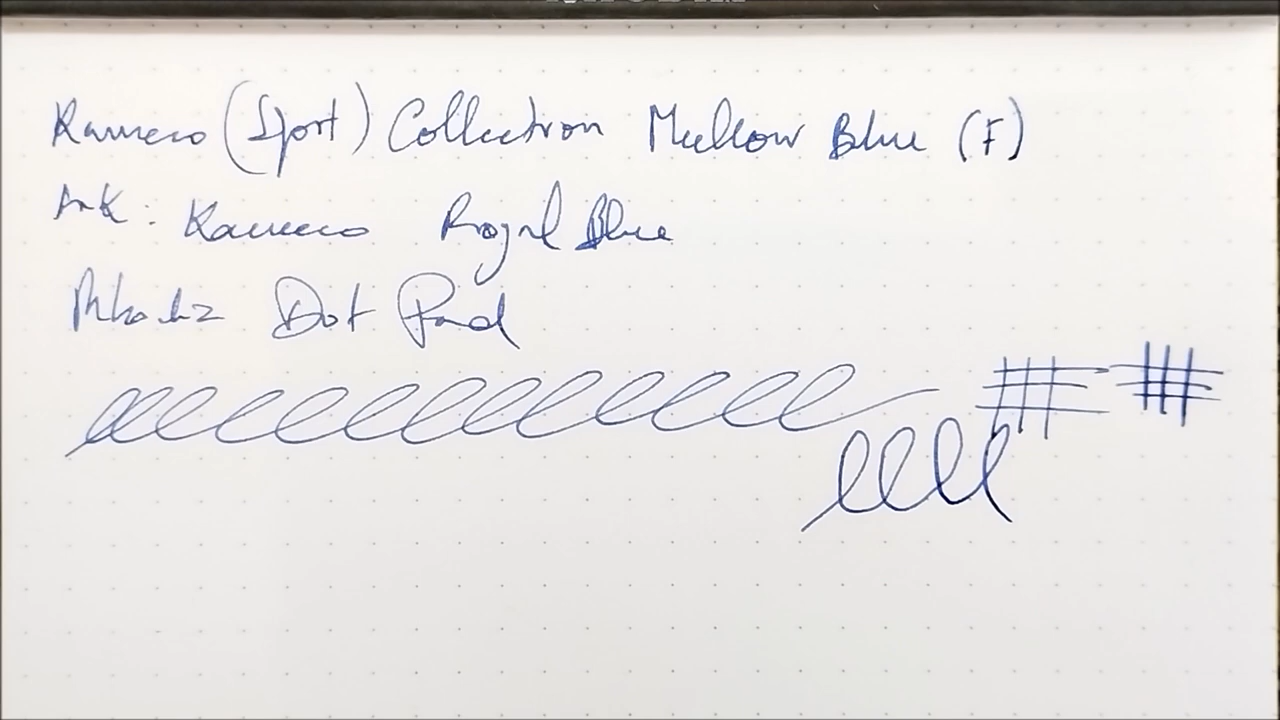 Kaweco (Sport) Collection Mellow Blue (F)
Ink: Kaweco Royal Blue
Rhodia Dot Pad